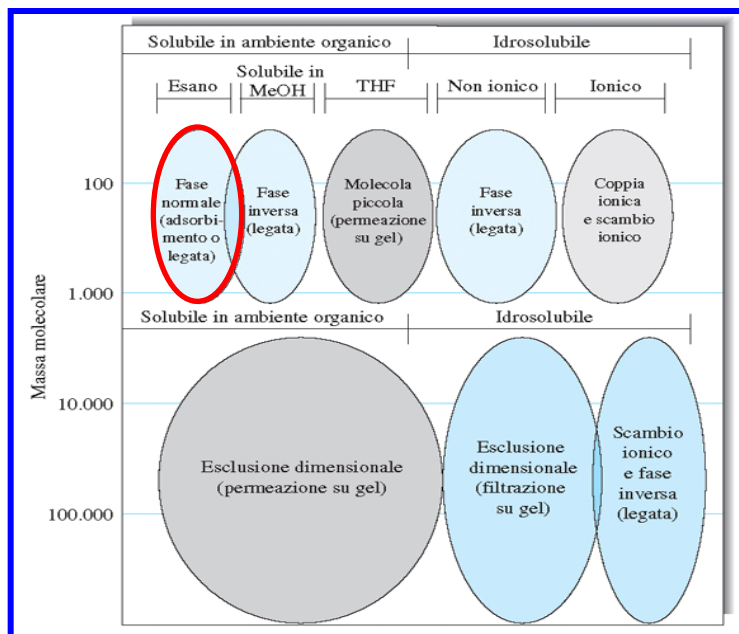 Solubile in ambiente organico
Idrosolubile
Esano
Solubile in
MeOH
THF
Non ionico
Ionico
Massa molecolare
100
1.000
10.000
100.000
Fase
normale
(adsorbi-
mento o
legata)
Fase
inversa
(legata)
Molecola
piccola
(permeazione
su gel)
Fase
inversa
(legata)
Coppia
ionica
e scambio
ionico
Solubile in ambiente organico
Idrosolubile
Esclusione dimensionale
(permeazione su gel)
Esclusione
dimensionale
(filtrazione
su gel)
Scambio
ionico
e fase
inversa
(legata)